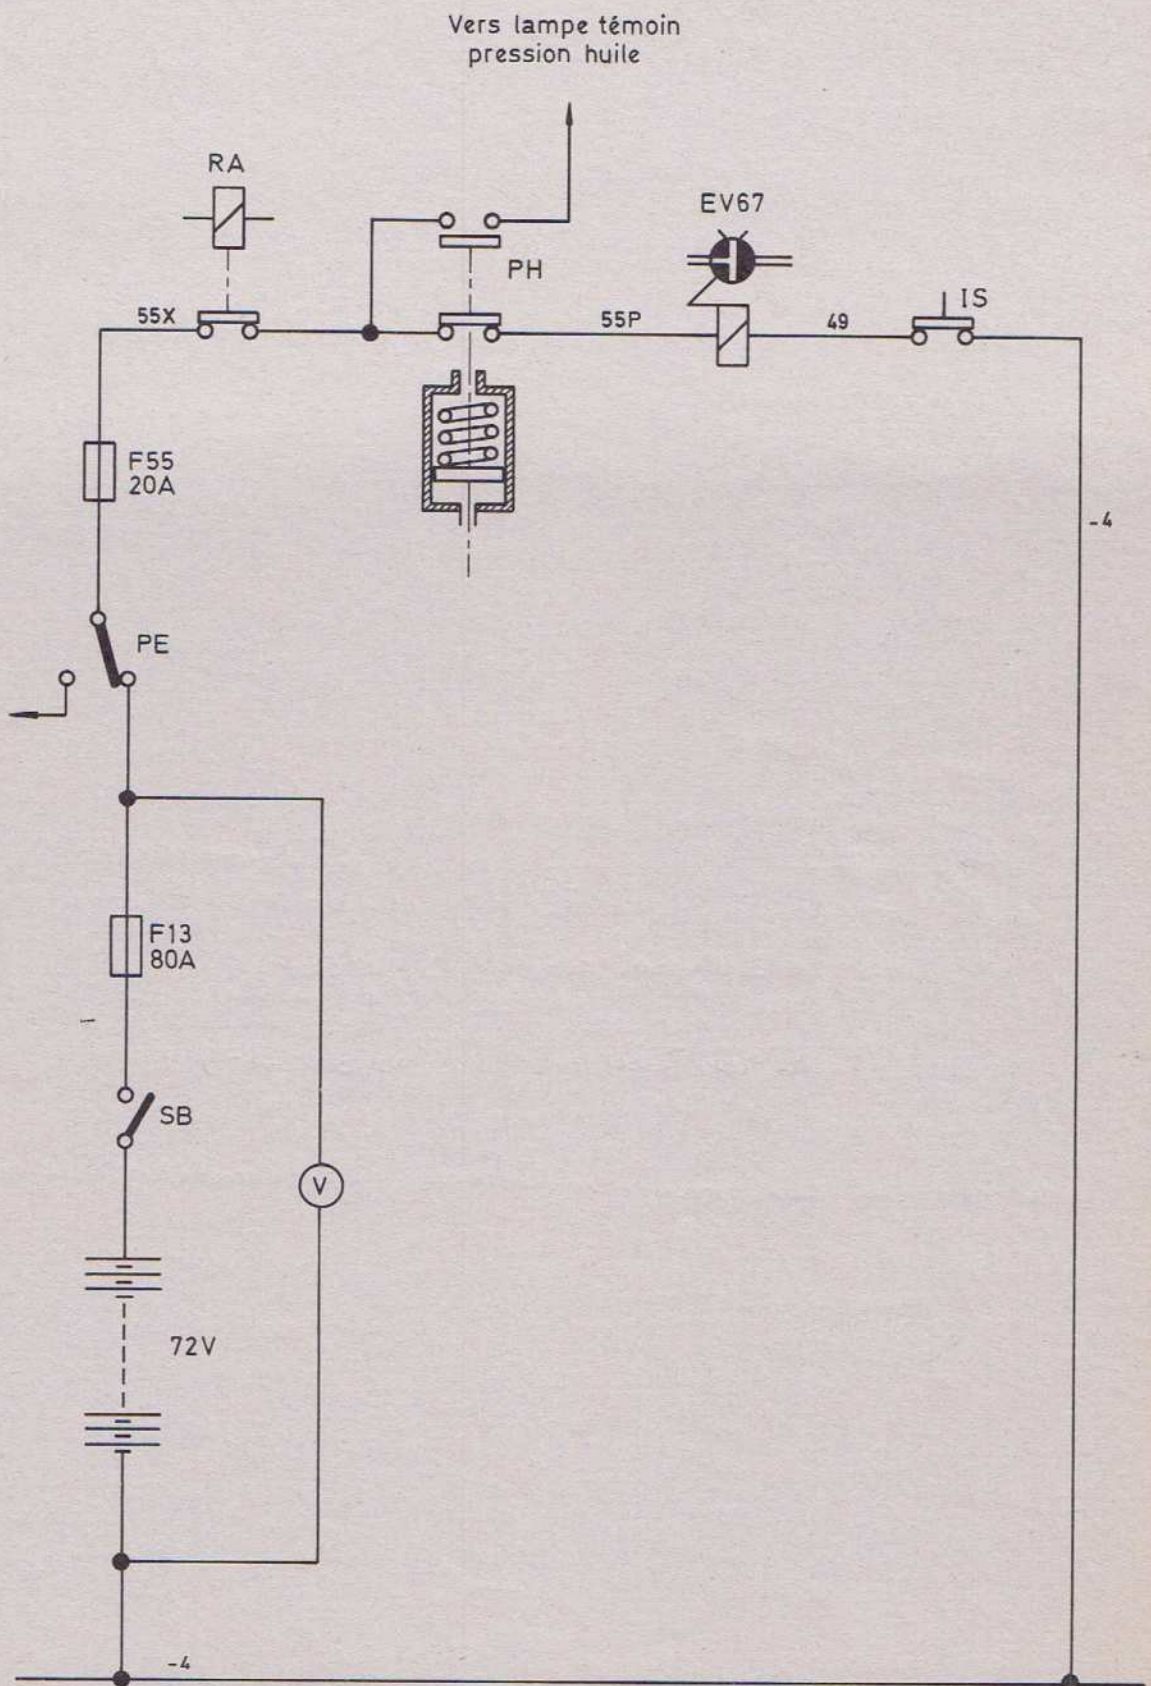 Vers lampe témoin
pression huile
RA
EV67
PH
IS
55X
55P
49
F55
20A
-4
PE
F13
80A
SB
V
72V
-4